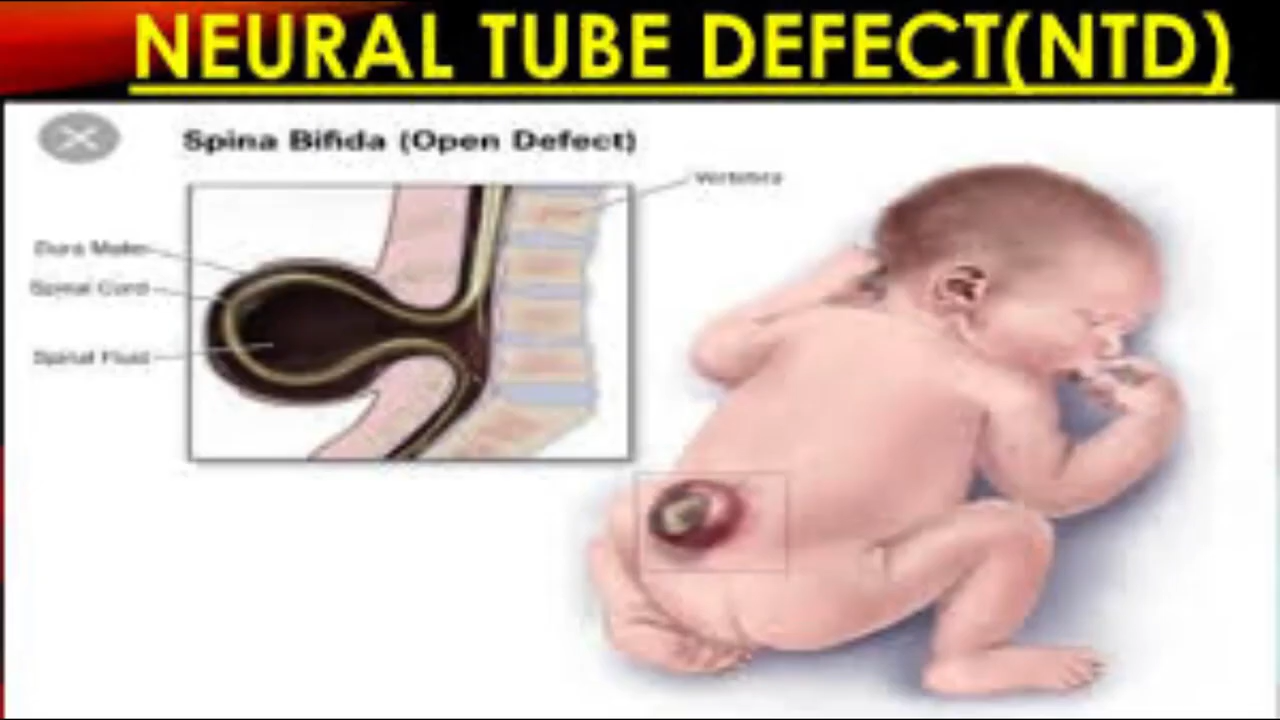 NEURAL TUBE DEFECT(NTD)
Spina Bifida (Open Defect)
Vertebra
Dura Mater
Spinal Cord
Spinal Fluid